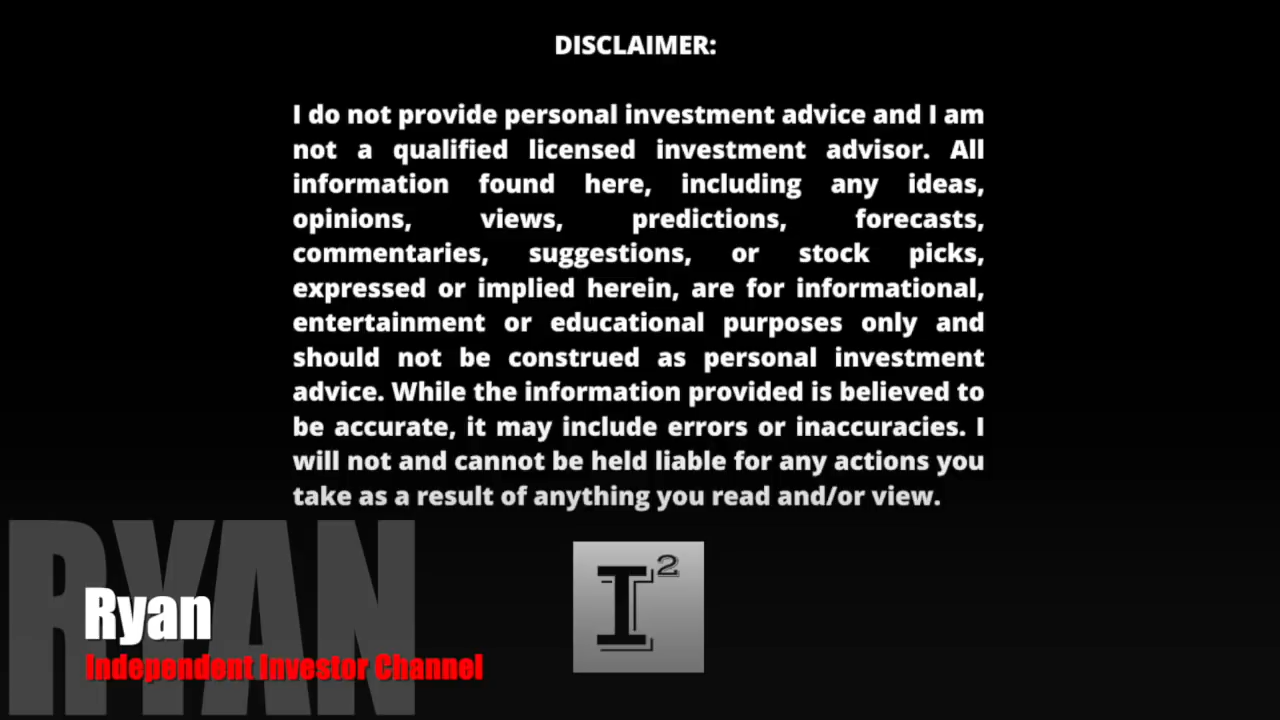 DISCLAIMER:
I do not provide personal investment advice and I am
not a qualified licensed investment advisor. All
information found here, including any ideas,
opinions, views, predictions, forecasts,
commentaries, suggestions, or stock picks,
expressed or implied herein, are for informational,
entertainment or educational purposes only and
should not be construed as personal investment
advice. While the information provided is believed to
be accurate, it may include errors or inaccuracies. I
will not and cannot be held liable for any actions you
take as a result of anything you read and/or view.
RYAN
Ryan
Independent Investor Channel
I²